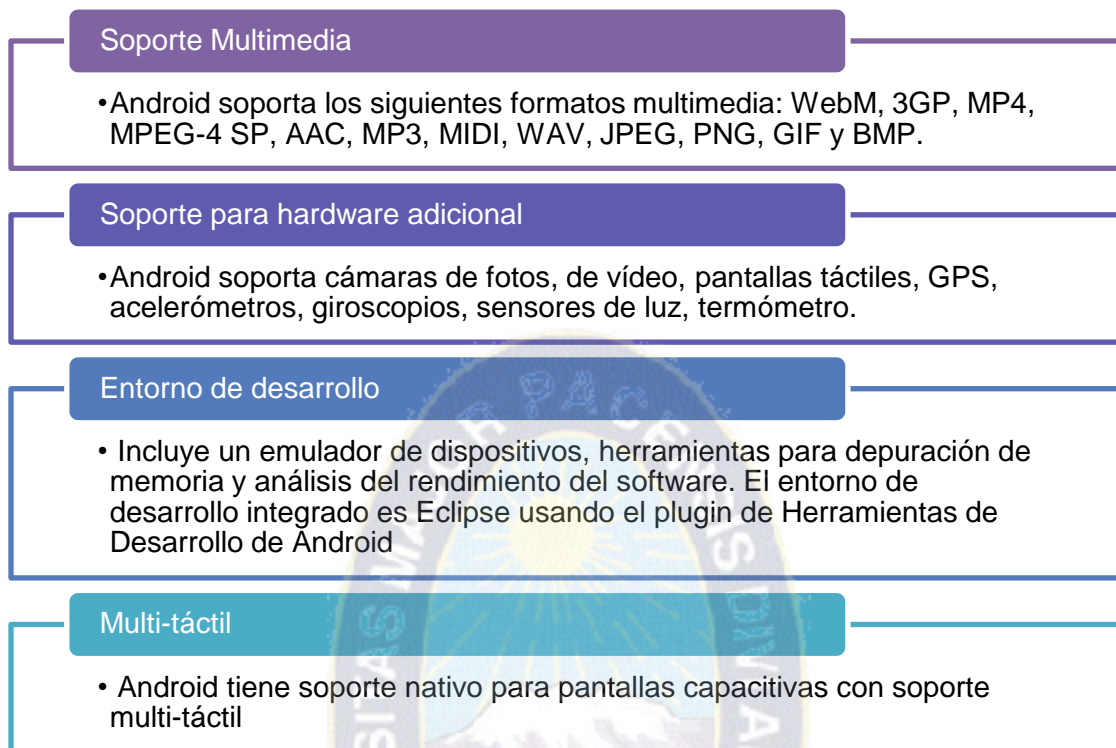 Soporte Multimedia
•Android soporta los siguientes formatos multimedia: WebM, 3GP, MP4,
MPEG-4 SP, AAC, MP3, MIDI, WAV, JPEG, PNG, GIF y BMP.
Soporte para hardware adicional
•Android soporta cámaras de fotos, de vídeo, pantallas táctiles, GPS,
acelerómetros, giroscopios, sensores de luz, termómetro.
Entorno de desarrollo
• Incluye un emulador de dispositivos, herramientas para depuración de
memoria y análisis del rendimiento del software. El entorno de
desarrollo integrado es Eclipse usando el plugin de Herramientas de
Desarrollo de Android
Multi-táctil
• Android tiene soporte nativo para pantallas capacitivas con soporte
multi-táctil